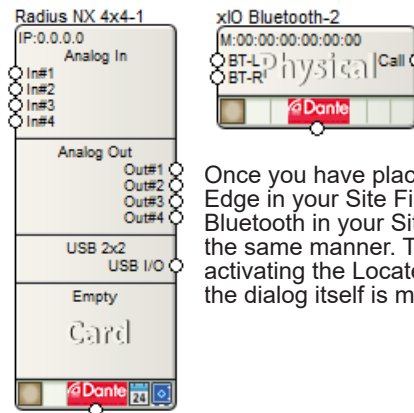 Radius NX 4x4-1
IP:0.0.0.0
Analog In
In#1
In#2
In#3
In#4
Analog Out
Out#1
Out#2
Out#3
Out#4
USB 2x2
USB I/O
Empty
Card
Dante 24
xIO Bluetooth-2
M:00:00:00:00:00:00
BT-L Physical Call
BT-R
Dante
Once you have plac
Edge in your Site Fi
Bluetooth in your Sit
the same manner. T
activating the Locate
the dialog itself is m